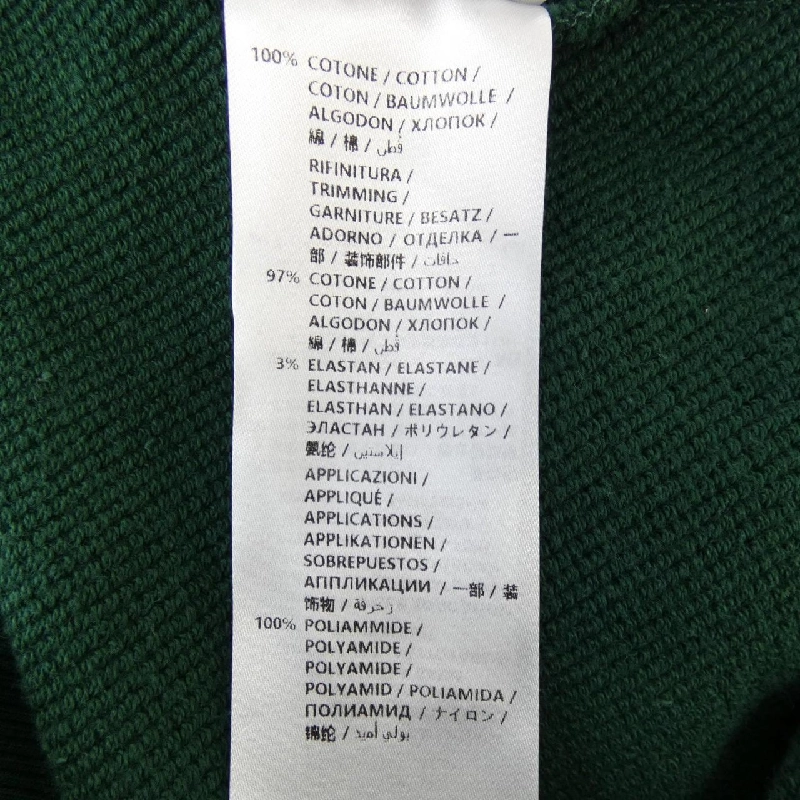 100% COTONE / COTTON /
COTON / BAUMWOLLE /
ALGODON / ХЛОПОК /
綿 / 棉 / قطن
RIFINITURA /
TRIMMING /
GARNITURE / BESATZ /
ADORNO / ОТДЕЛКА / 一
部 / 装饰部件 / حافات
97% COTONE / COTTON /
COTON / BAUMWOLLE /
ALGODON / ХЛОПОК /
綿 / 棉 / قطن
3% ELASTAN / ELASTANE /
ELASTHANNE /
ELASTHAN / ELASTANO /
ЭЛАСТАН / ポリウレタン /
氨纶 / إيلاستين
APPLICAZIONI /
APPLIQUÉ /
APPLICATIONS /
APPLIKATIONEN /
SOBREPUESTOS /
АППЛИКАЦИИ / 一部 / 装
饰物 / زخرفة
100% POLIAMMIDE /
POLYAMIDE /
POLYAMIDE /
POLYAMID / POLIAMIDA /
ПОЛИАМИД / ナイロン /
锦纶 / بولي أميد